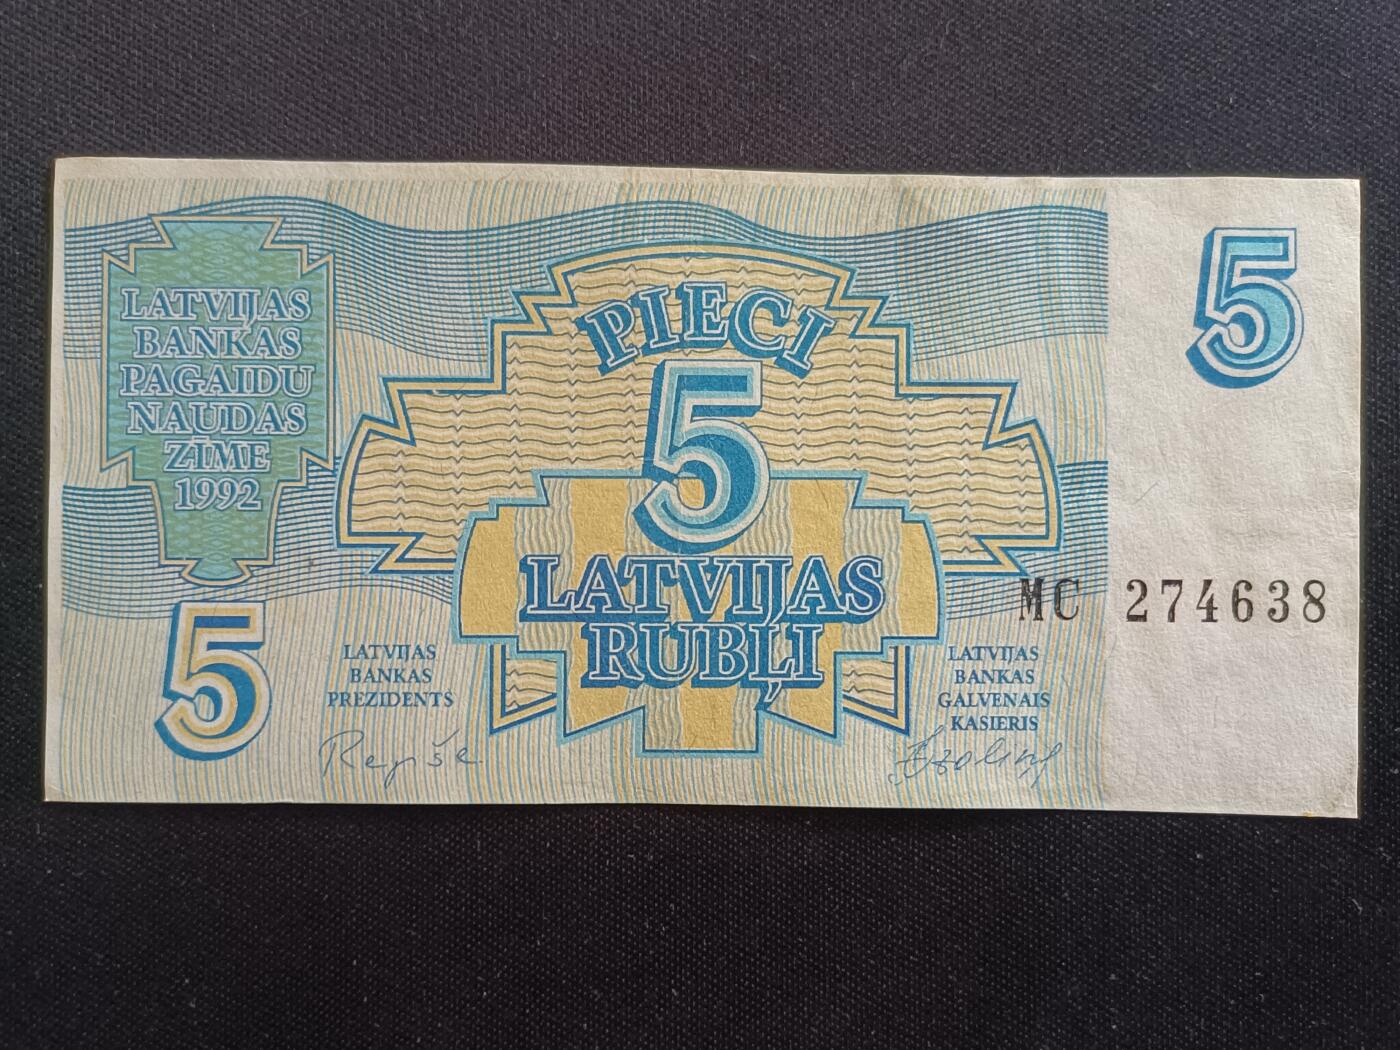 LATVIJAS
BANKAS
PAGAIDU
NAUDAS
ZĪME
1992
5
PIECI
5
LATVIJAS
RUBĻI
5
MC 274638
LATVIJAS
BANKAS
PREZIDENTS
Repše
LATVIJAS
BANKAS
GALVENAIS
KASIERIS